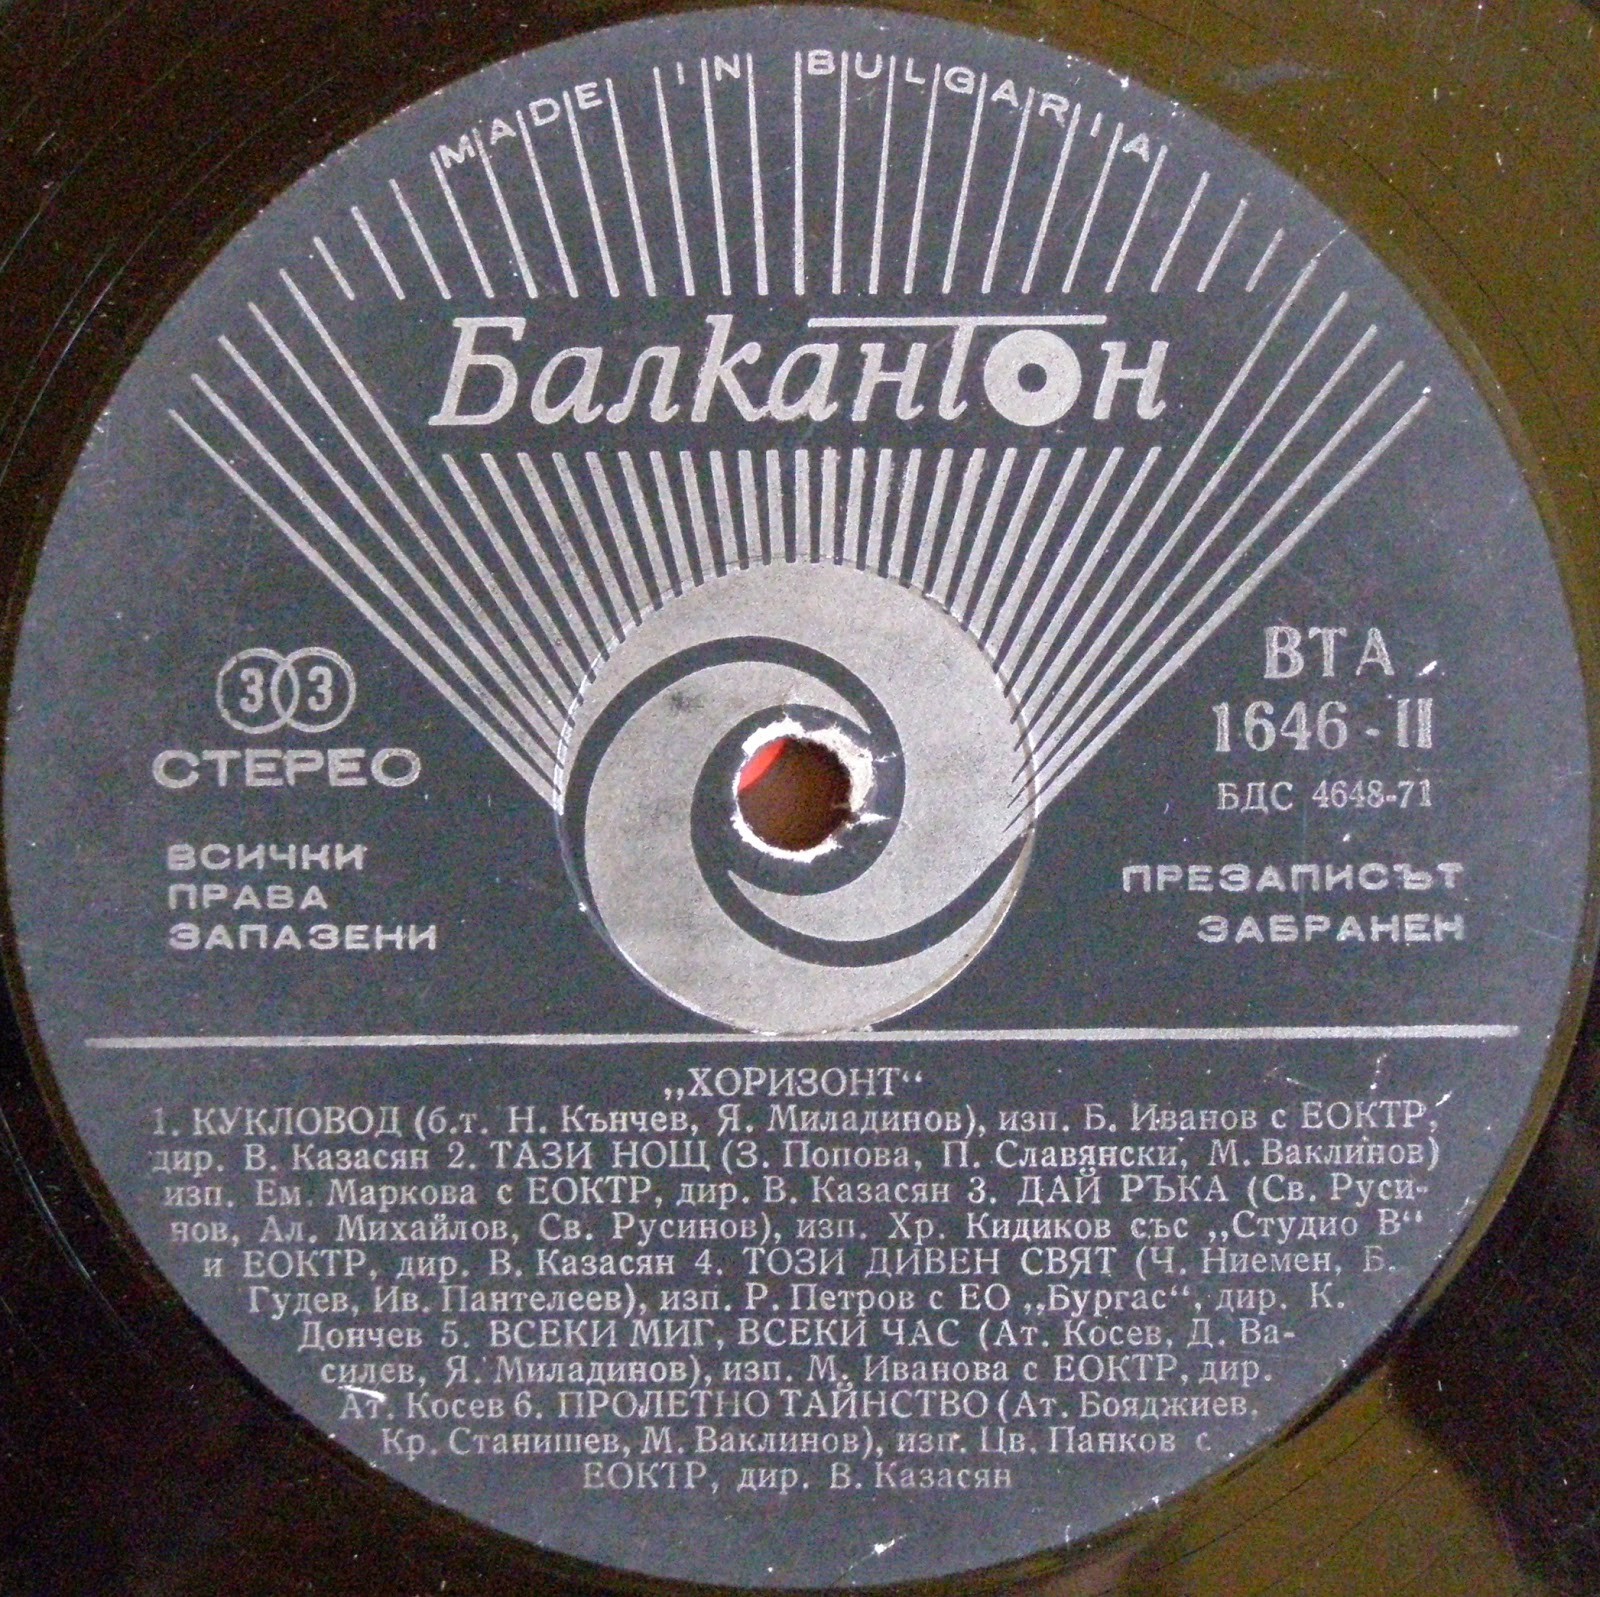 MADE IN BULGARIA
Балкантон
33
СТЕРЕО
ВСИЧКИ
ПРАВА
ЗАПАЗЕНИ
ВТА
1646-II
БДС 4648-71
ПРЕЗАПИСЪТ
ЗАБРАНЕН
„ХОРИЗОНТ“
1. КУКЛОВОД (б.т. Н. Кънчев, Я. Миладинов), изп. Б. Иванов с ЕОКТР,
дир. В. Казасян 2. ТАЗИ НОЩ (З. Попова, П. Славянски, М. Ваклинов)
изп. Ем. Маркова с ЕОКТР, дир. В. Казасян 3. ДАЙ РЪКА (Св. Руси-
нов, Ал. Михайлов, Св. Русинов), изп. Хр. Кидиков със „Студио В“
и ЕОКТР, дир. В. Казасян 4. ТОЗИ ДИВЕН СВЯТ (Ч. Ниемен, Б.
Гудев, Ив. Пантелеев), изп. Р. Петров с ЕО „Бургас“, дир. К.
Дончев 5. ВСЕКИ МИГ, ВСЕКИ ЧАС (Ат. Косев, Д. Ва-
силев, Я. Миладинов), изп. М. Иванова с ЕОКТР, дир.
Ат. Косев 6. ПРОЛЕТНО ТАЙНСТВО (Ат. Бояджиев,
Кр. Станишев, М. Ваклинов), изп. Цв. Панков с
ЕОКТР, дир. В. Казасян